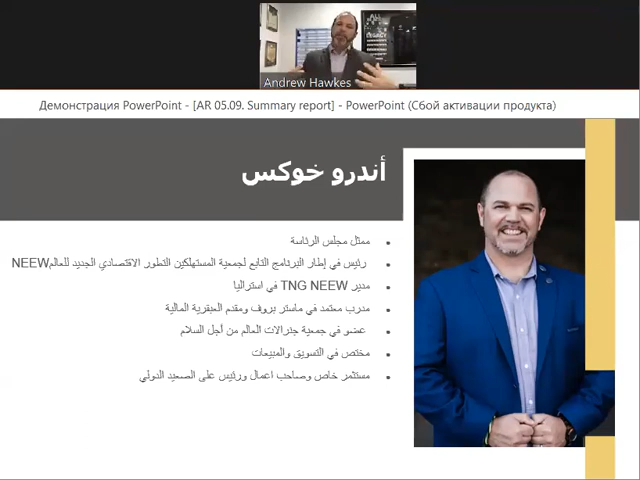 LEGACY
Andrew Hawkes
Демонстрация PowerPoint - [AR 05.09. Summary report] - PowerPoint (Сбой активации продукта)
أندرو خوكس
ممثل مجلس الرئاسة
رئيس في إطار البرنامج التابع لجمعية المستهلكين التطور الاقتصادي الجديد للعالمNEEW
مدير TNG NEEW في استراليا
مدرب معتمد في ماستر بروف ومقدم العبقرية المالية
عضو في جمعية جنرالات العالم من أجل السلام
مختص في التسويق والمبيعات
مستثمر خاص وصاحب اعمال ورئيس على الصعيد الدولي